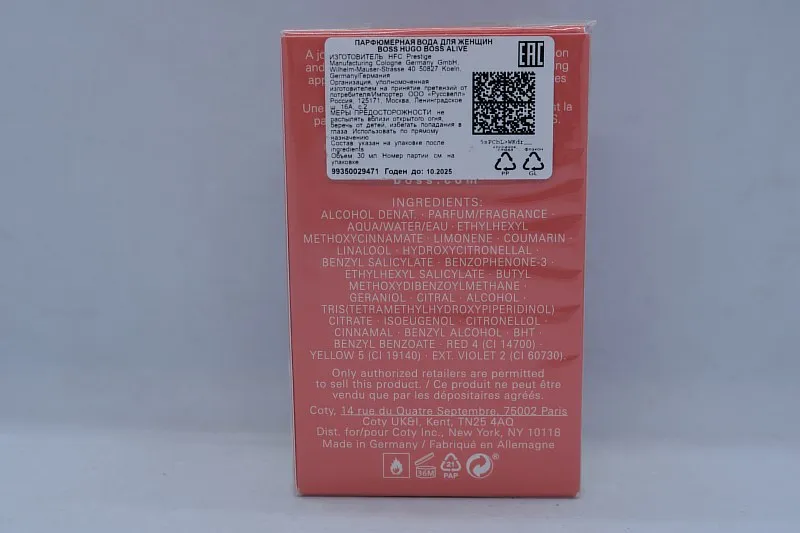 ПАРФЮМЕРНАЯ ВОДА ДЛЯ ЖЕНЩИН
BOSS HUGO BOSS ALIVE
ИЗГОТОВИТЕЛЬ HFC Prestige
Manufacturing Cologne Germany GmbH,
Wilhelm-Mauser-Strasse 40 50827 Koeln,
Germany/Германия
Организация, уполномоченная
изготовителем на принятие претензий от
потребителя/Импортер ООО «Руссвелл»
Россия, 125171, Москва, Ленинградское
ш. 16А, с.2
МЕРЫ ПРЕДОСТОРОЖНОСТИ не
распылять вблизи открытого огня,
беречь от детей, избегать попадания в
глаза Использовать по прямому
назначению
Состав указан на упаковке после
ingredients
Объем 30 мл Номер партии см на
упаковке
99350029471 Годен до: 10.2025
EAC
PP
GL
A jo
Une
boss.com
INGREDIENTS:
ALCOHOL DENAT. · PARFUM/FRAGRANCE ·
AQUA/WATER/EAU · ETHYLHEXYL
METHOXYCINNAMATE · LIMONENE · COUMARIN ·
LINALOOL · HYDROXYCITRONELLAL ·
BENZYL SALICYLATE · BENZOPHENONE-3 ·
ETHYLHEXYL SALICYLATE · BUTYL
METHOXYDIBENZOYLMETHANE ·
GERANIOL · CITRAL · ALCOHOL ·
TRIS(TETRAMETHYLHYDROXYPIPERIDINOL)
CITRATE · ISOEUGENOL · CITRONELLOL ·
CINNAMAL · BENZYL ALCOHOL · BHT ·
BENZYL BENZOATE · RED 4 (CI 14700) ·
YELLOW 5 (CI 19140) · EXT. VIOLET 2 (CI 60730).
Only authorized retailers are permitted
to sell this product. / Ce produit ne peut être
vendu que par les dépositaires agréés.
Coty, 14 rue du Quatre Septembre, 75002 Paris
Coty UK&I, Kent, TN25 4AQ
Dist. for/pour Coty Inc., New York, NY 10118
Made in Germany / Fabriqué en Allemagne
36M
21
PAP